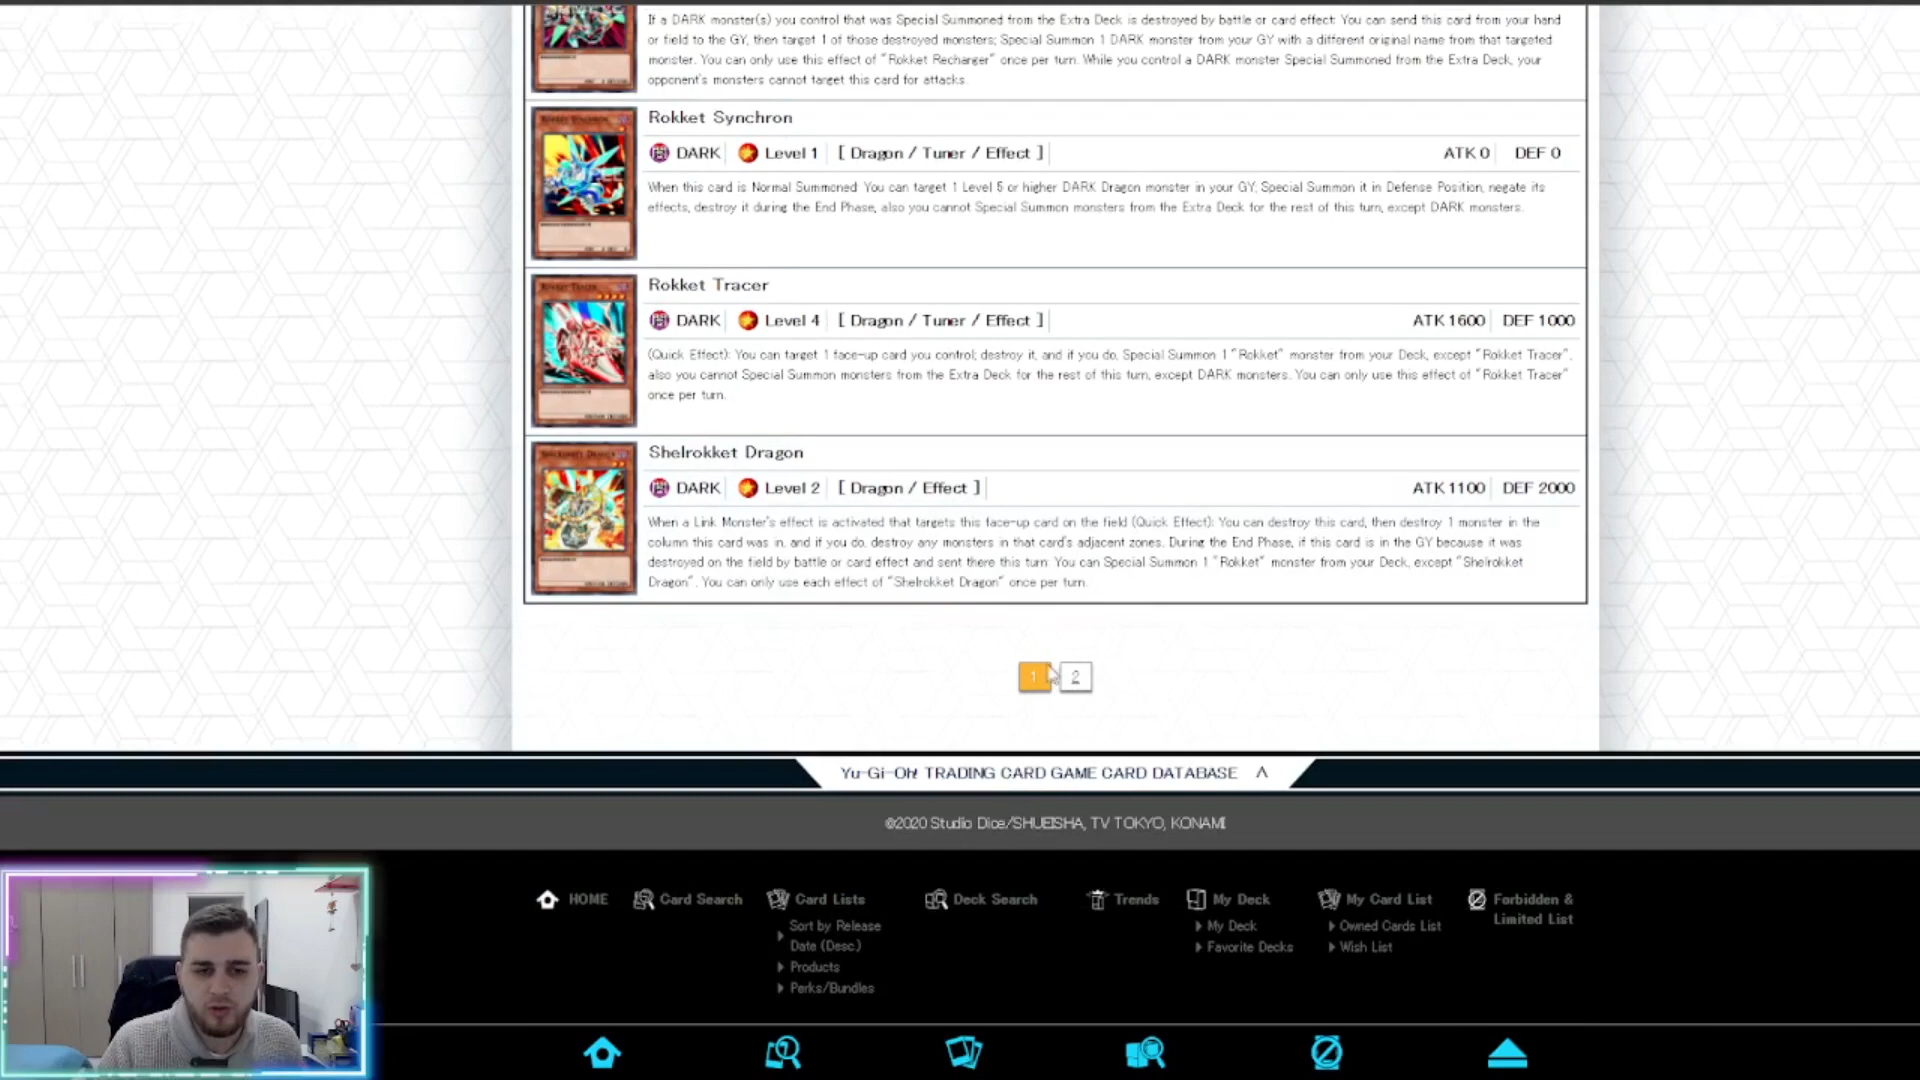 If a DARK monster(s) you control that was Special Summoned from the Extra Deck is destroyed by battle or card effect: You can send this card from your hand
or field to the GY, then target 1 of those destroyed monsters; Special Summon 1 DARK monster from your GY with a different original name from that targeted
monster. You can only use this effect of "Rokket Recharger" once per turn. While you control a DARK monster Special Summoned from the Extra Deck, your
opponent's monsters cannot target this card for attacks.
Rokket Synchron
DARK Level 1 [ Dragon / Tuner / Effect ] ATK 0 DEF 0
When this card is Normal Summoned: You can target 1 Level 5 or higher DARK Dragon monster in your GY; Special Summon it in Defense Position, negate its
effects, destroy it during the End Phase, also you cannot Special Summon monsters from the Extra Deck for the rest of this turn, except DARK monsters.
Rokket Tracer
DARK Level 4 [ Dragon / Tuner / Effect ] ATK 1600 DEF 1000
(Quick Effect): You can target 1 face-up card you control; destroy it, and if you do, Special Summon 1 "Rokket" monster from your Deck, except "Rokket Tracer",
also you cannot Special Summon monsters from the Extra Deck for the rest of this turn, except DARK monsters. You can only use this effect of "Rokket Tracer"
once per turn.
Shelrokket Dragon
DARK Level 2 [ Dragon / Effect ] ATK 1100 DEF 2000
When a Link Monster's effect is activated that targets this face-up card on the field (Quick Effect): You can destroy this card, then destroy 1 monster in the
column this card was in, and if you do, destroy any monsters in that card's adjacent zones. During the End Phase, if this card is in the GY because it was
destroyed on the field by battle or card effect and sent there this turn: You can Special Summon 1 "Rokket" monster from your Deck, except "Shelrokket
Dragon". You can only use each effect of "Shelrokket Dragon" once per turn.
1 2
Yu-Gi-Oh! TRADING CARD GAME CARD DATABASE
©2020 Studio Dice/SHUEISHA, TV TOKYO, KONAMI
HOME Card Search Card Lists Deck Search Trends My Deck My Card List Forbidden &
Limited List
Sort by Release
Date (Desc.)
Products
Perks/Bundles
My Deck
Favorite Decks
Owned Cards List
Wish List